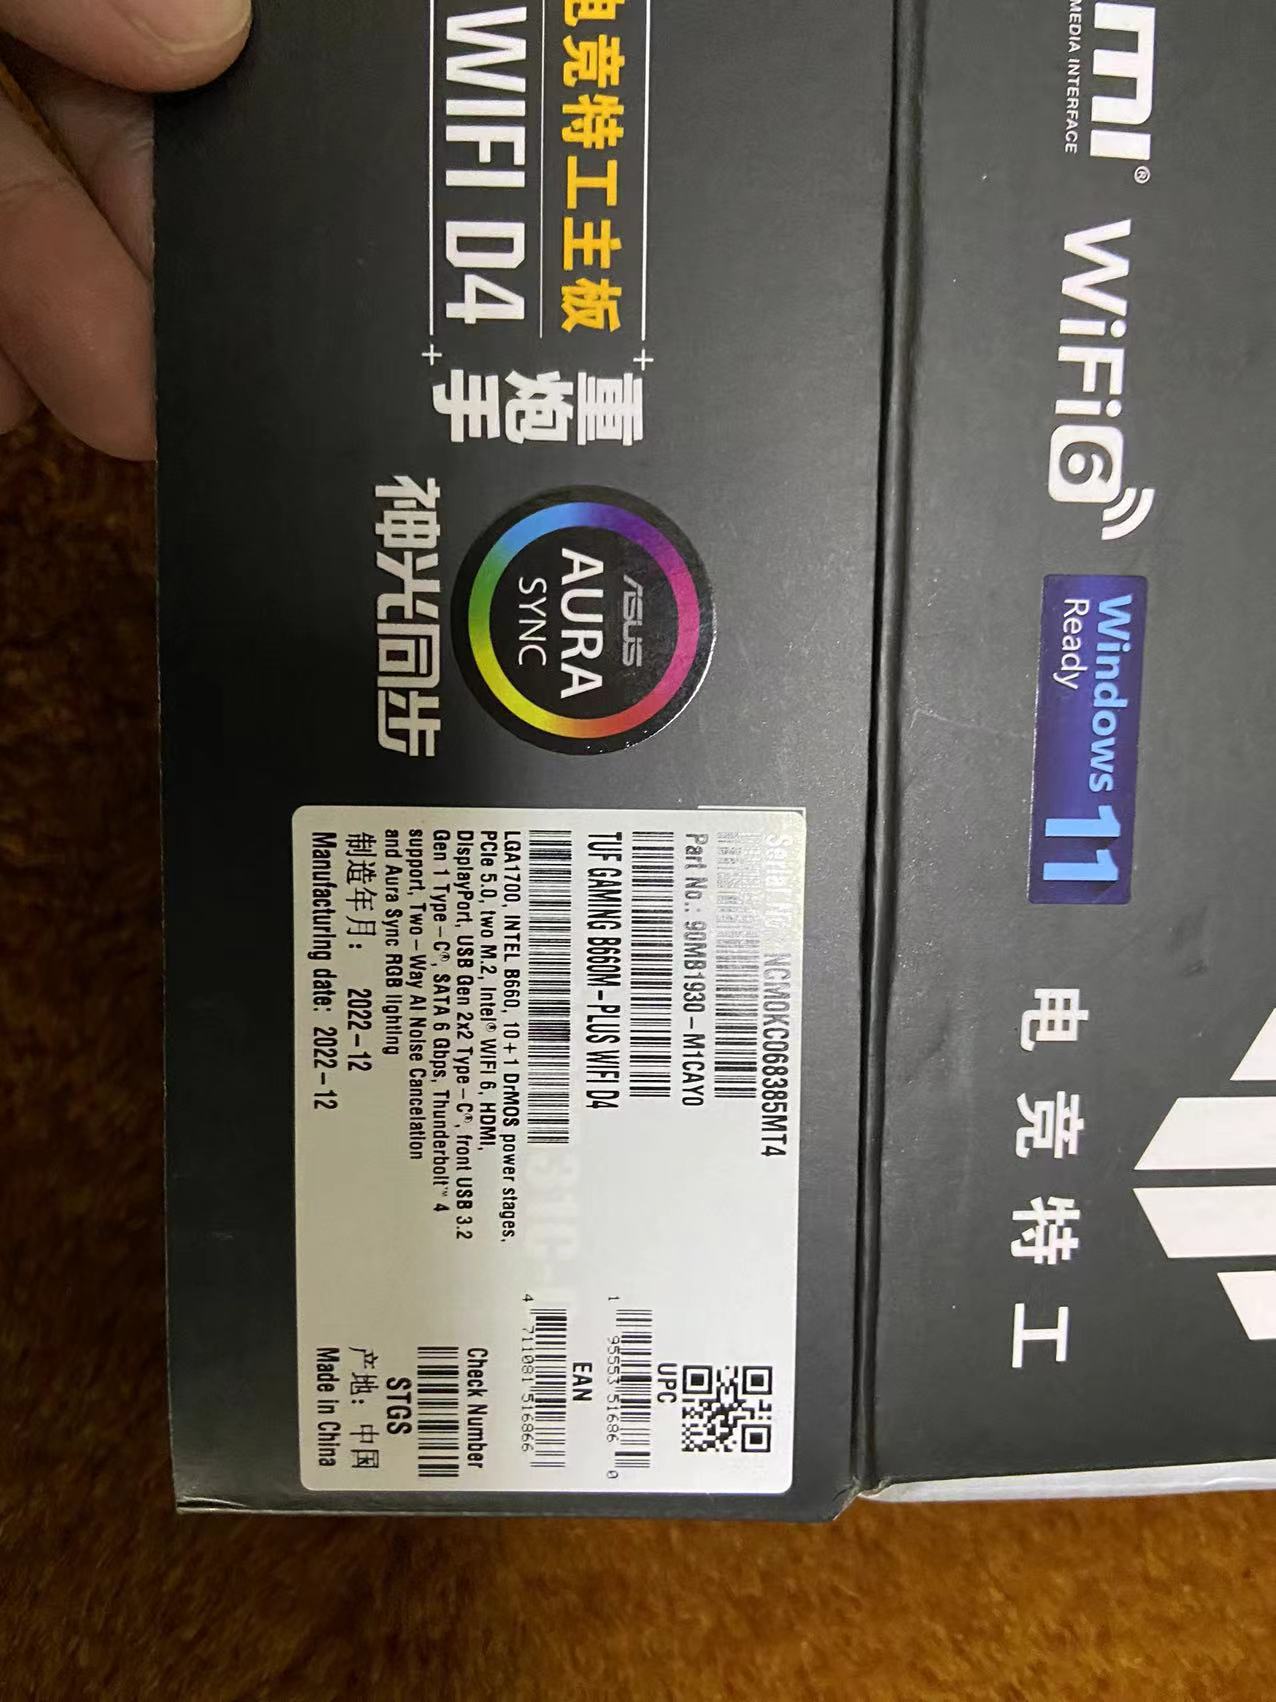 MI®
MEDIA INTERFACE
WiFi 6
Windows 11
Ready
电竞特工
电竞特工主板
WIFI D4
重炮手
ASUS
AURA
SYNC
神光同步
Serial No.: NCM0KC068385MT4
Part No.: 90MB1930-M1CAY0
TUF GAMING B660M-PLUS WIFI D4
LGA1700, INTEL B660, 10+1 DrMOS power stages,
PCIe 5.0, two M.2, Intel® WIFI 6, HDMI,
DisplayPort, USB Gen 2x2 Type-C®, front USB 3.2
Gen 1 Type-C®, SATA 6 Gbps, Thunderbolt™ 4
support, Two-Way AI Noise Cancelation
and Aura Sync RGB lighting
制造年月: 2022-12
Manufacturing date: 2022-12
UPC
1 95553 51686 0
EAN
4 711081 516866
Check Number
STGS
产地: 中国
Made in China